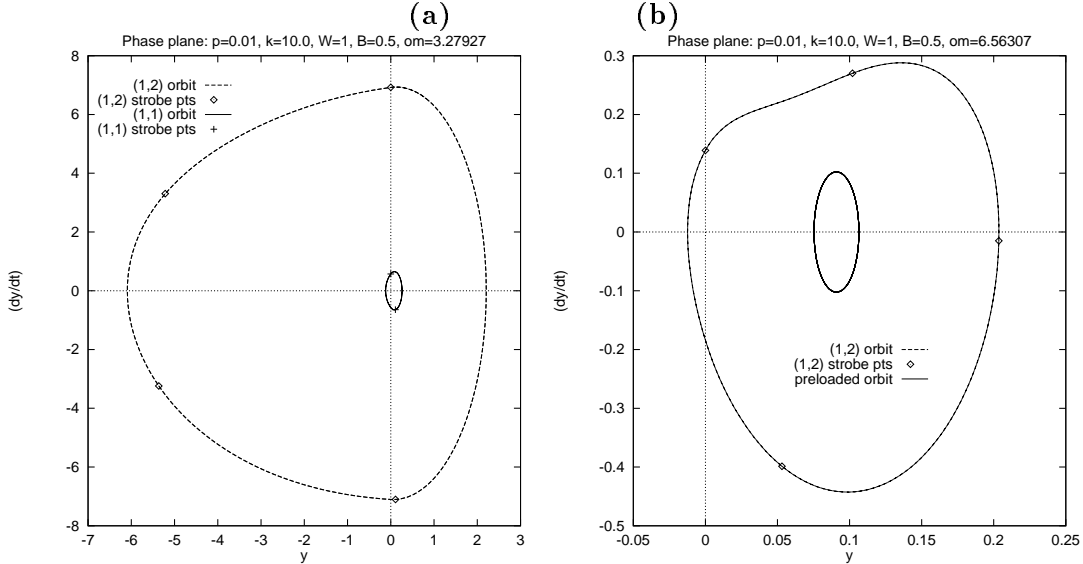 (a)
Phase plane: p=0.01, k=10.0, W=1, B=0.5, om=3.27927
8
6
4
2
0
-2
-4
-6
-8
(dy/dt)
(1,2) orbit
(1,2) strobe pts
(1,1) orbit
(1,1) strobe pts
-7 -6 -5 -4 -3 -2 -1 0 1 2 3
y
(b)
Phase plane: p=0.01, k=10.0, W=1, B=0.5, om=6.56307
0.3
0.2
0.1
0
-0.1
-0.2
-0.3
-0.4
-0.5
(dy/dt)
(1,2) orbit
(1,2) strobe pts
preloaded orbit
-0.05 0 0.05 0.1 0.15 0.2 0.25
y